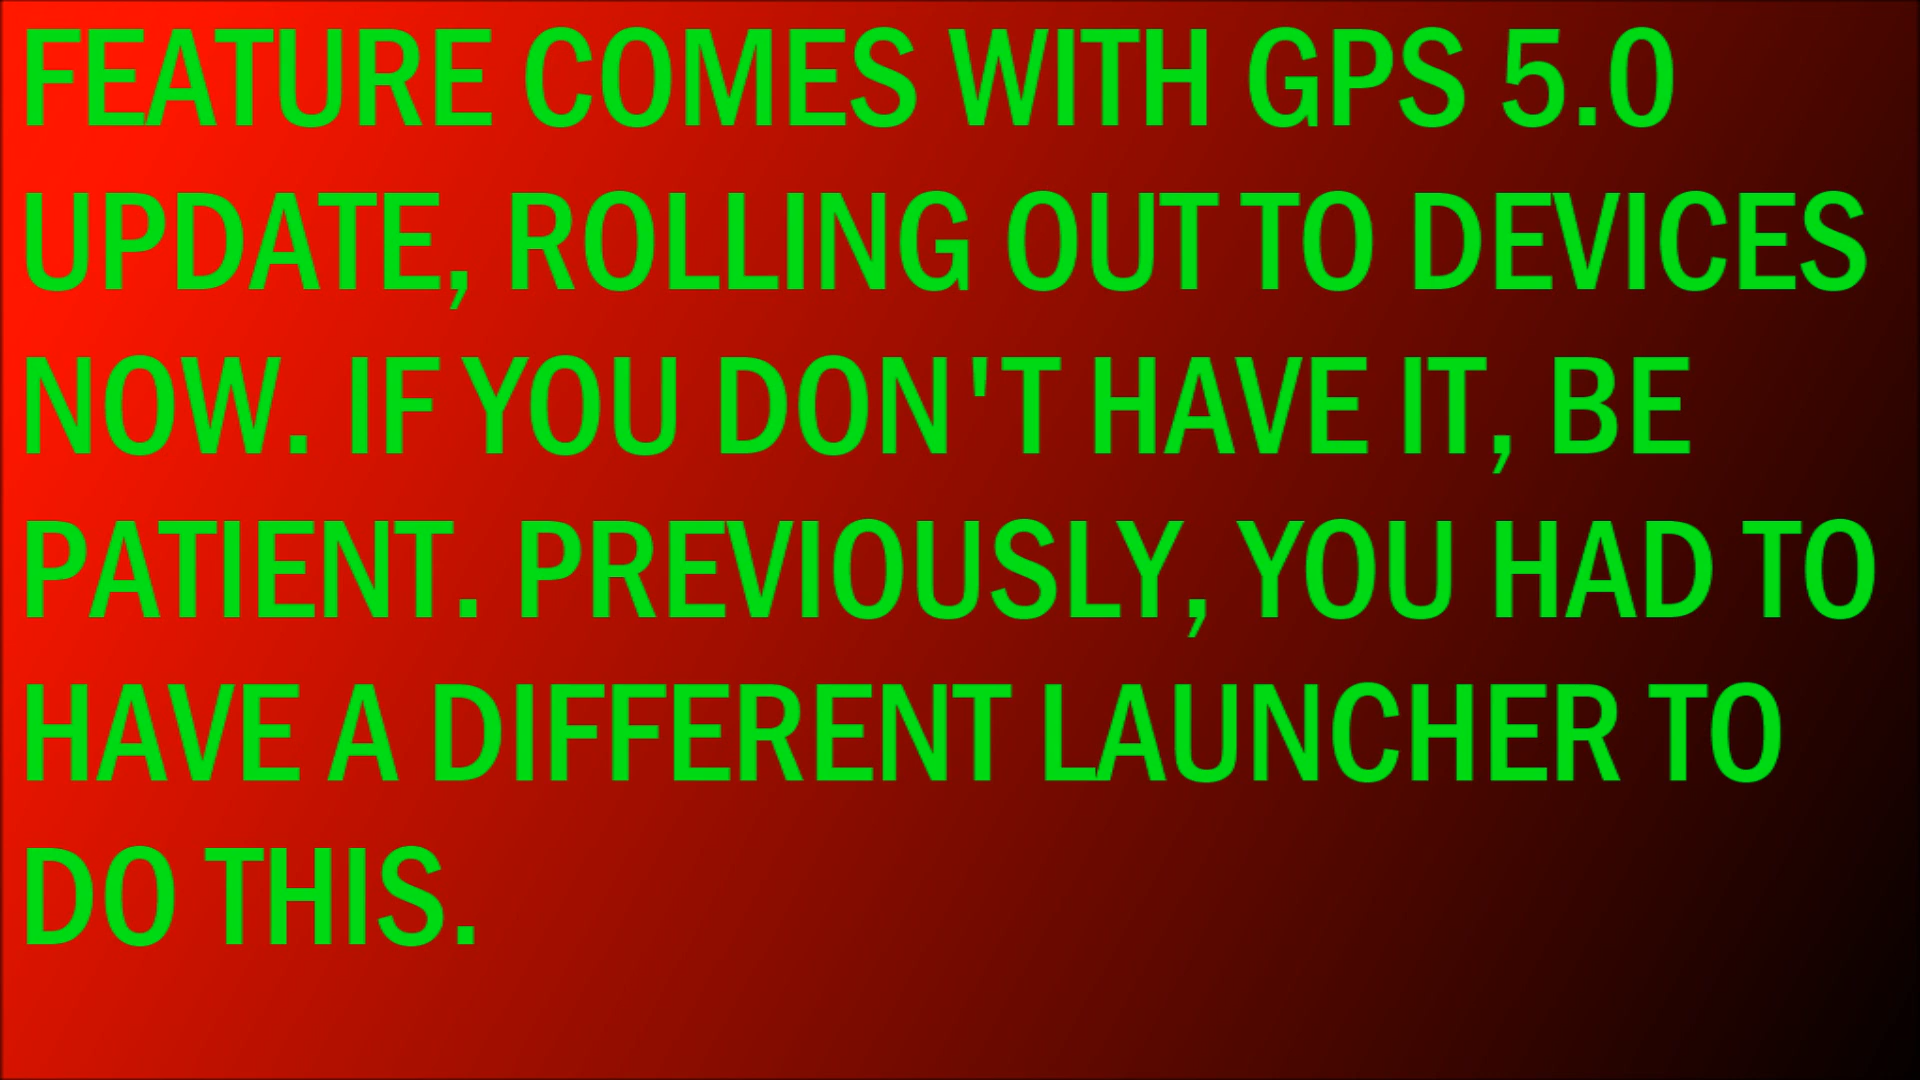 FEATURE COMES WITH GPS 5.0
UPDATE, ROLLING OUT TO DEVICES
NOW. IF YOU DON'T HAVE IT, BE
PATIENT. PREVIOUSLY, YOU HAD TO
HAVE A DIFFERENT LAUNCHER TO
DO THIS.